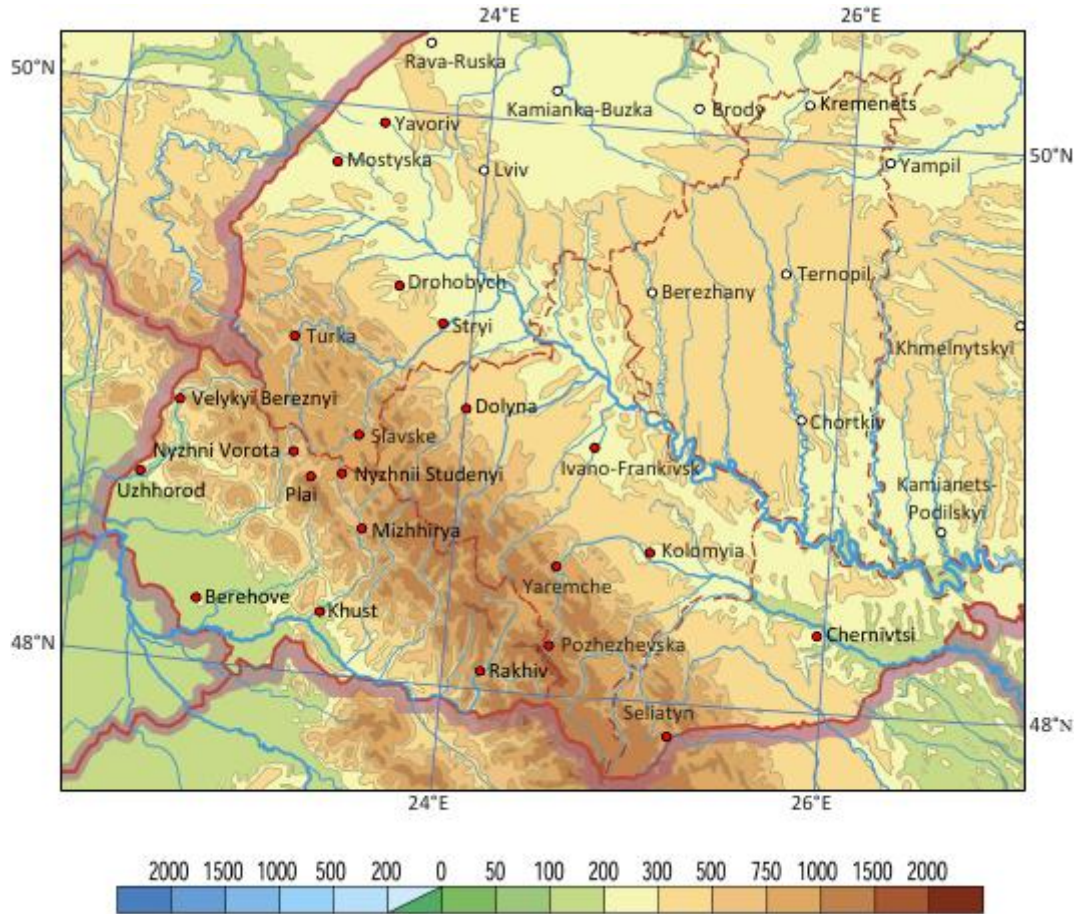 24°E 26°E
50°N
Rava-Ruska
Kamianka-Buzka
Brody
Kremenets
Yavoriv
50°N
Mostyska
Lviv
Yampil
Drohobych
Ternopil
Berezhany
Stryi
Turka
Khmelnytskyi
Velykyi Bereznyi
Dolyna
Chortkiv
Slavske
Nyzhni Vorota
Ivano-Frankivsk
Nyzhnii Studenyi
Uzhhorod
Plai
Kamianets-
Podilskyi
Mizhhirya
Kolomyia
Yaremche
Berehove
Khust
Chernivtsi
48°N
Pozhezhevska
Rakhiv
Seliatyn
48°N
24°E 26°E
2000 1500 1000 500 200 0 50 100 200 300 500 750 1000 1500 2000